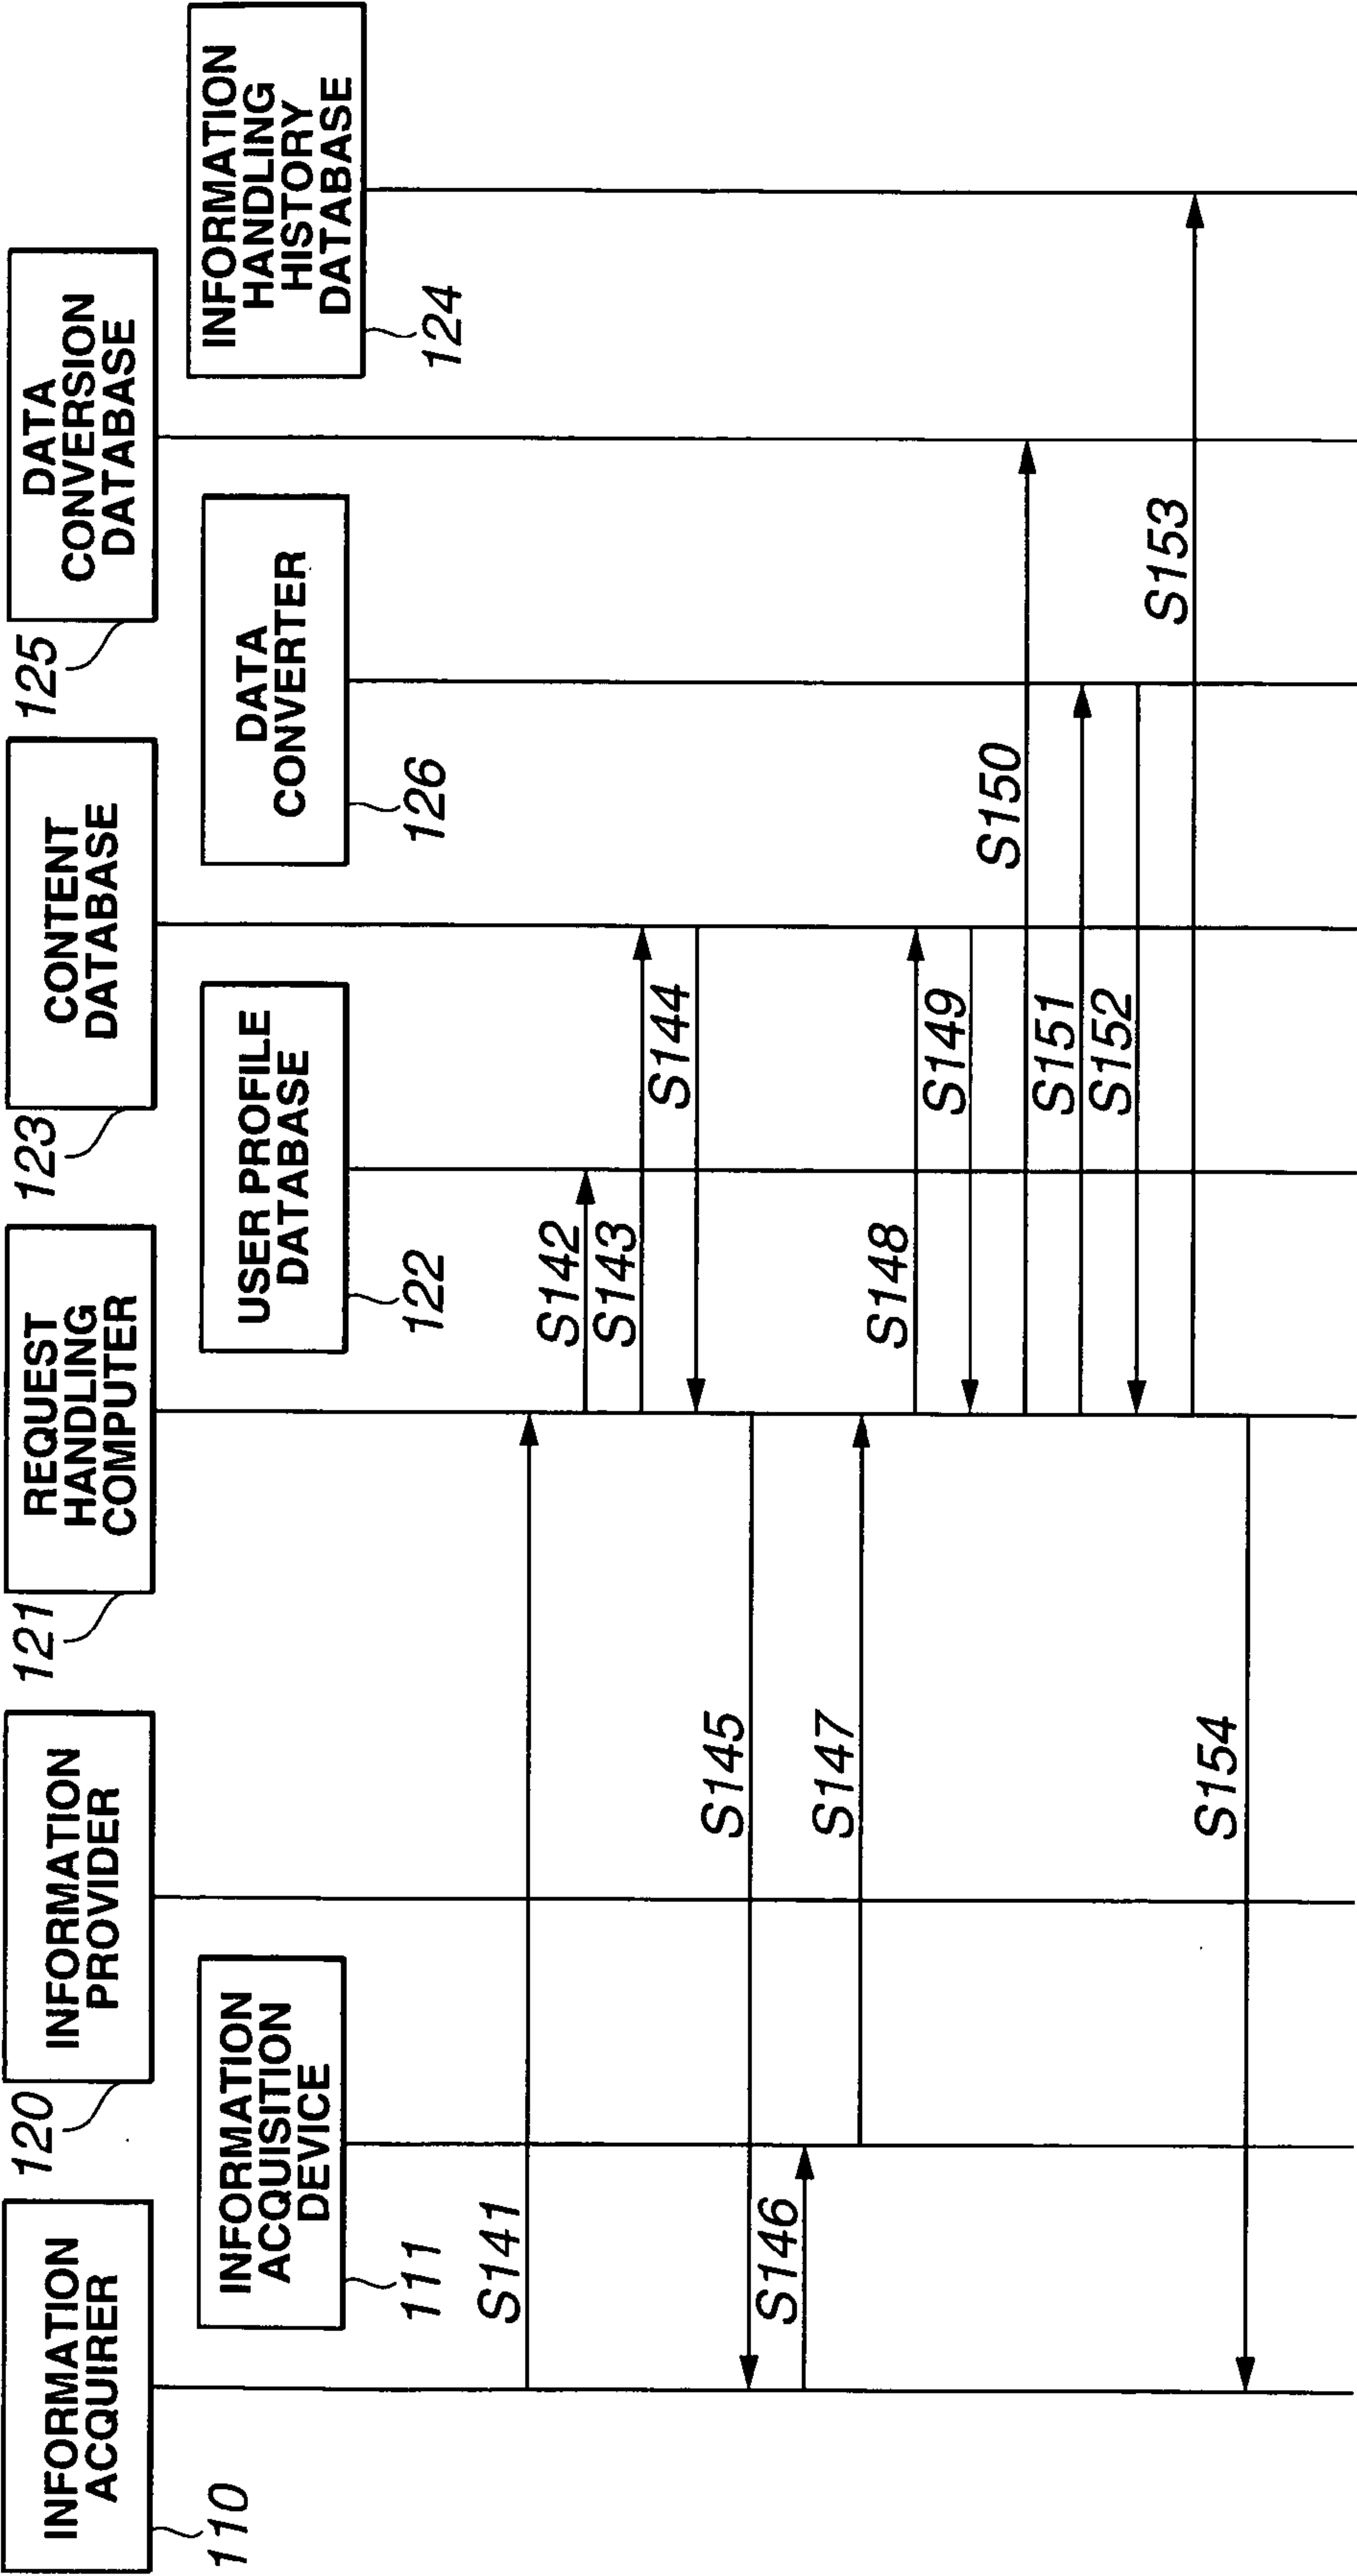 INFORMATION
ACQUIRER
110
INFORMATION
ACQUISITION
DEVICE
111
INFORMATION
PROVIDER
120
REQUEST
HANDLING
COMPUTER
121
USER PROFILE
DATABASE
122
CONTENT
DATABASE
123
DATA
CONVERTER
126
DATA
CONVERSION
DATABASE
125
INFORMATION
HANDLING
HISTORY
DATABASE
124
S141
S142
S143
S144
S145
S146
S147
S148
S149
S150
S151
S152
S153
S154